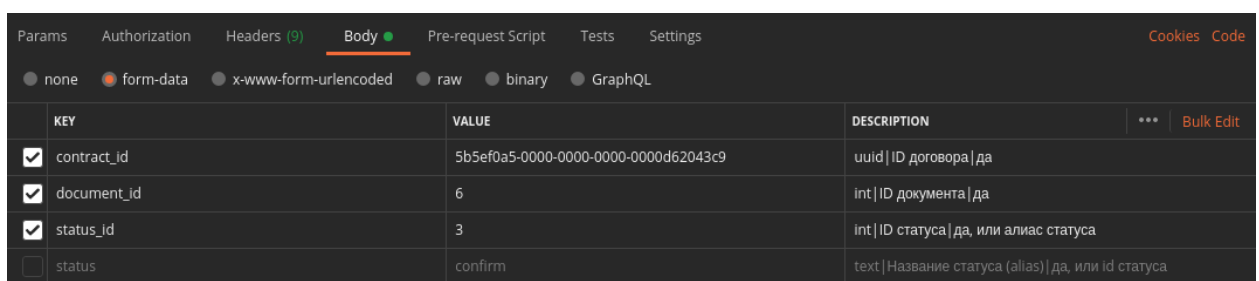 Params Authorization Headers (9) Body Pre-request Script Tests Settings Cookies Code
none form-data x-www-form-urlencoded raw binary GraphQL
KEY VALUE DESCRIPTION ••• Bulk Edit
contract_id 5b5ef0a5-0000-0000-0000-0000d62043c9 uuid|ID договора|да
document_id 6 int|ID документа|да
status_id 3 int|ID статуса|да, или алиас статуса
status confirm text|Название статуса (alias)|да, или id статуса